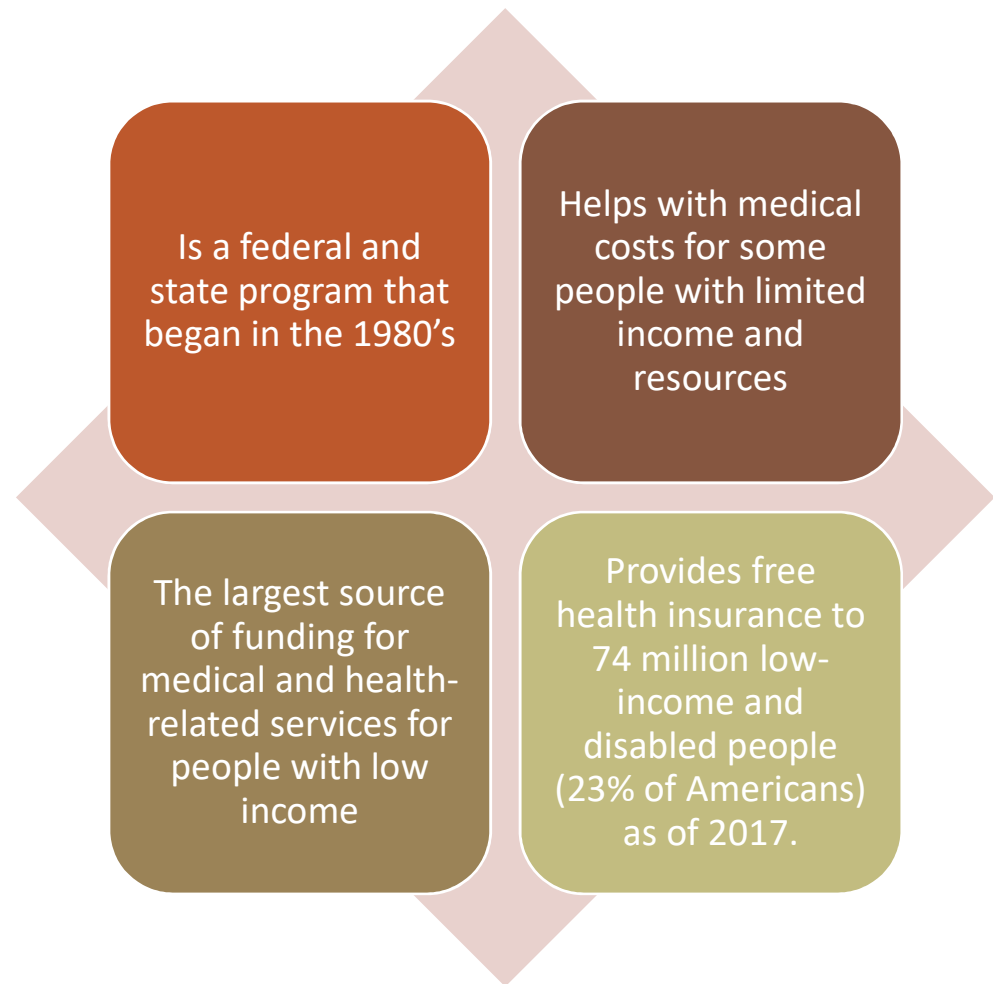 Is a federal and
state program that
began in the 1980’s
Helps with medical
costs for some
people with limited
income and
resources
The largest source
of funding for
medical and health-
related services for
people with low
income
Provides free
health insurance to
74 million low-
income and
disabled people
(23% of Americans)
as of 2017.